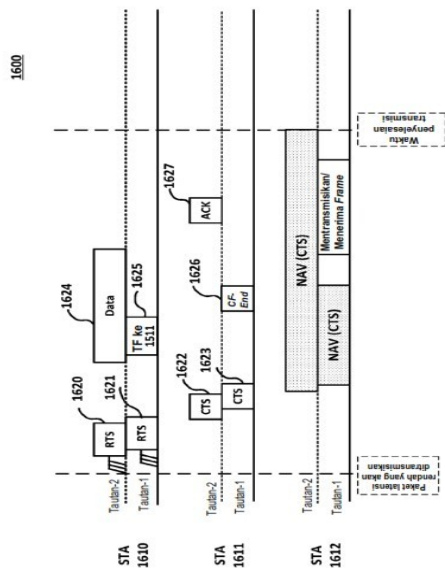 1600
Paket latensi
rendah yang akan
ditransmisikan
Waktu
penyelesaian
transmisi
STA
1610
Tautan-2
Tautan-1
RTS
1620
RTS
1621
Data
1624
TF ke
1511
1625
STA
1611
Tautan-2
Tautan-1
CTS
1622
CTS
1623
CF-
End
1626
ACK
1627
STA
1612
Tautan-2
Tautan-1
NAV (CTS)
NAV (CTS)
Mentransmisikan/
Menerima Frame